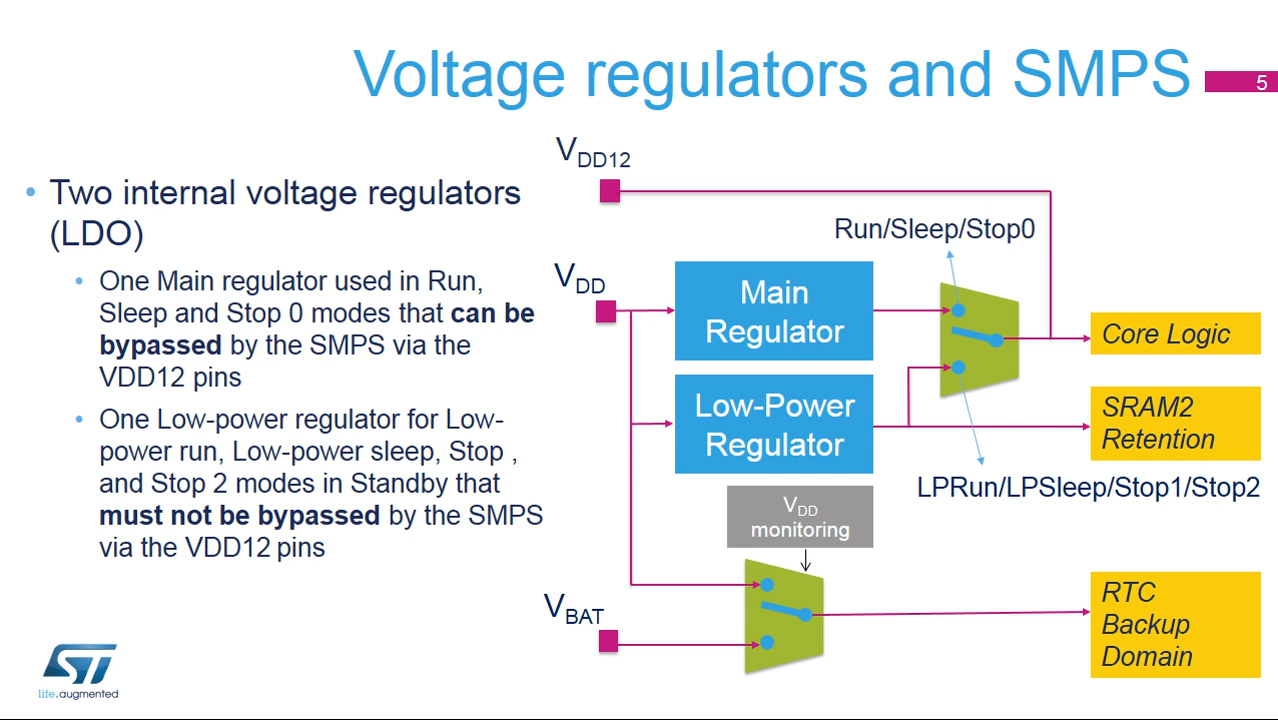 Voltage regulators and SMPS
5
• Two internal voltage regulators
(LDO)
• One Main regulator used in Run,
Sleep and Stop 0 modes that can be
bypassed by the SMPS via the
VDD12 pins
• One Low-power regulator for Low-
power run, Low-power sleep, Stop ,
and Stop 2 modes in Standby that
must not be bypassed by the SMPS
via the VDD12 pins
VDD12
Run/Sleep/Stop0
VDD
Main
Regulator
Core Logic
Low-Power
Regulator
SRAM2
Retention
LPRun/LPSleep/Stop1/Stop2
VDD
monitoring
VBAT
RTC
Backup
Domain
ST
life.augmented